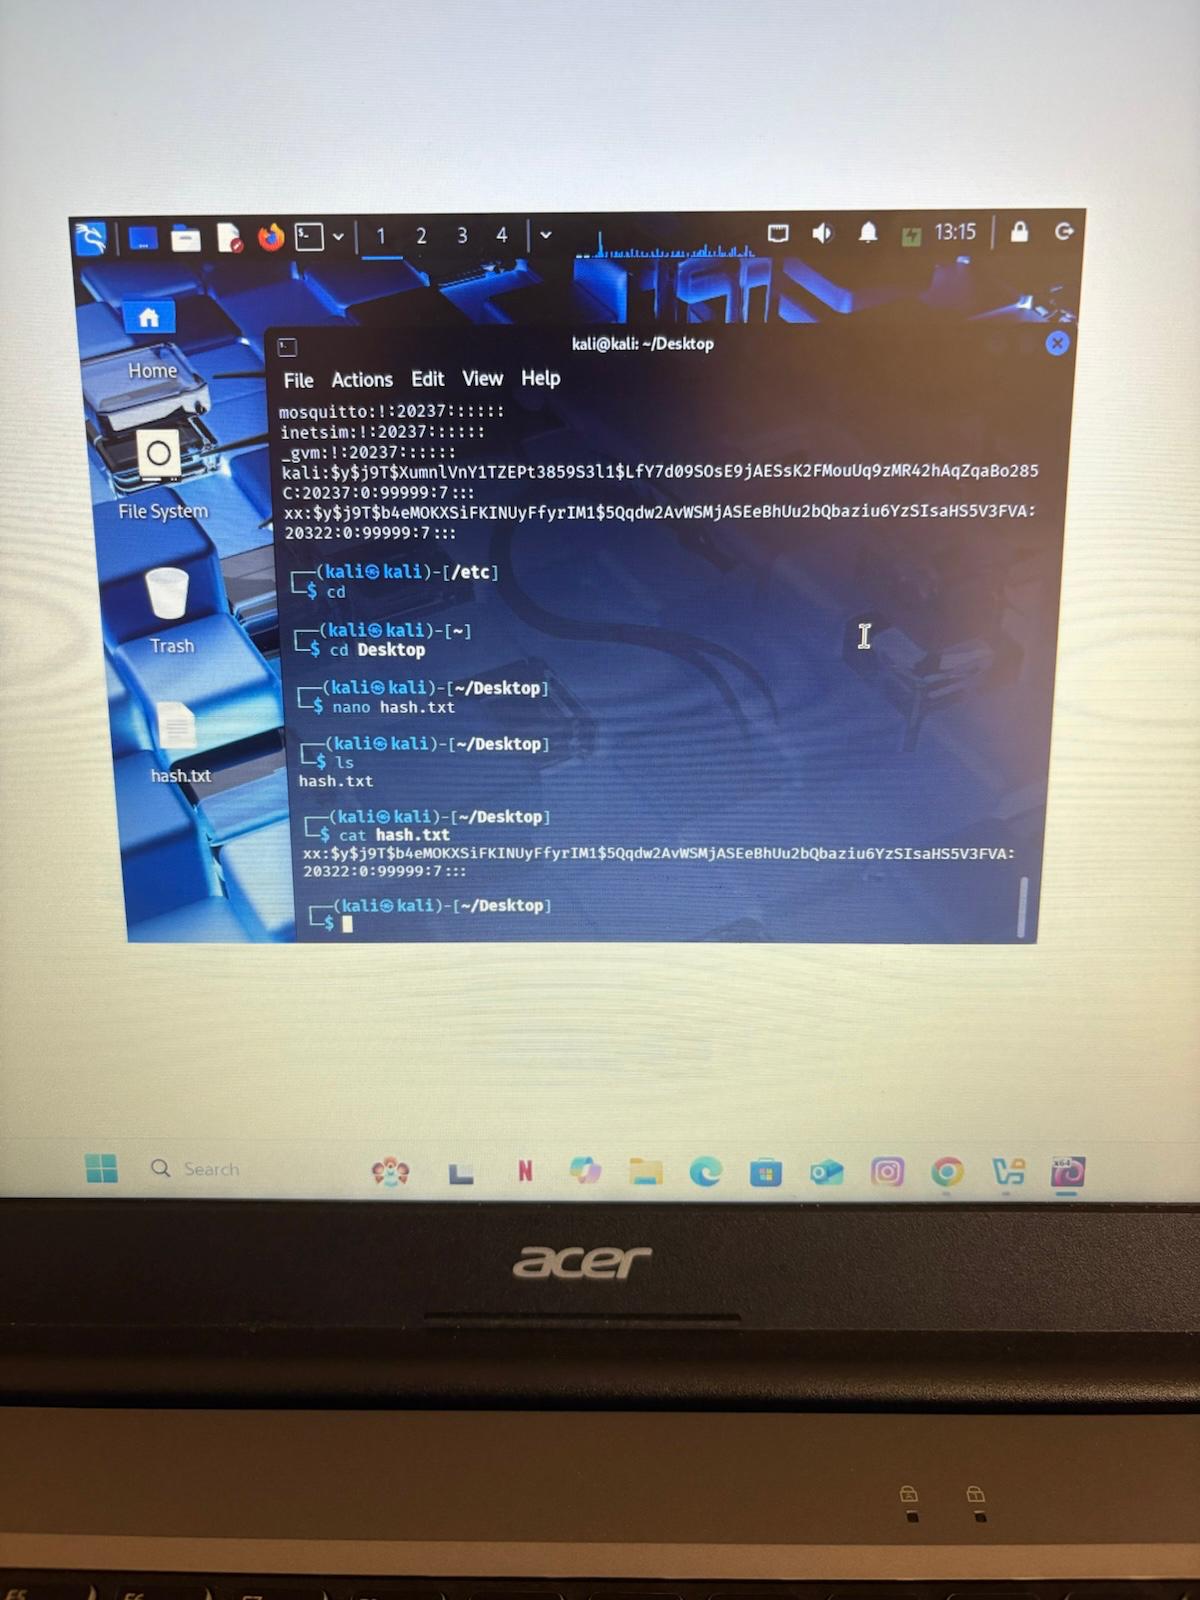 1 2 3 4 13:15
Home
File System
Trash
hash.txt
kali@kali: ~/Desktop
File Actions Edit View Help
mosquitto:!:20237::::::
inetsim:!:20237::::::
_gvm:!:20237::::::
kali:$y$j9T$XumnlVnY1TZEPt3859S3l1$LfY7d09SOsE9jAESsK2FMouUq9zMR42hAqZqaBo285
C:20237:0:99999:7:::
xx:$y$j9T$b4eMOKXSiFKINUyFfyrIM1$5Qqdw2AvWSMjASEeBhUu2bQbaziu6YzSIsaHS5V3FVA:
20322:0:99999:7:::
┌──(kali㉿kali)-[/etc]
└─$ cd
┌──(kali㉿kali)-[~]
└─$ cd Desktop
┌──(kali㉿kali)-[~/Desktop]
└─$ nano hash.txt
┌──(kali㉿kali)-[~/Desktop]
└─$ ls
hash.txt
┌──(kali㉿kali)-[~/Desktop]
└─$ cat hash.txt
xx:$y$j9T$b4eMOKXSiFKINUyFfyrIM1$5Qqdw2AvWSMjASEeBhUu2bQbaziu6YzSIsaHS5V3FVA:
20322:0:99999:7:::
┌──(kali㉿kali)-[~/Desktop]
└─$
Search
N
x64
acer